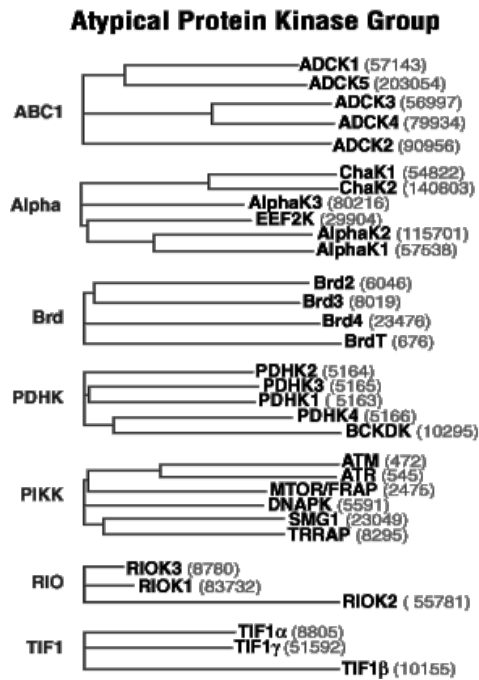 Atypical Protein Kinase Group
ABC1
ADCK1 (57143)
ADCK5 (203054)
ADCK3 (56997)
ADCK4 (79934)
ADCK2 (90956)
Alpha
ChaK1 (54822)
ChaK2 (140803)
AlphaK3 (80216)
EEF2K (29904)
AlphaK2 (115701)
AlphaK1 (57538)
Brd
Brd2 (6046)
Brd3 (8019)
Brd4 (23476)
BrdT (676)
PDHK
PDHK2 (5164)
PDHK3 (5165)
PDHK1 ( 5163)
PDHK4 (5166)
BCKDK (10295)
PIKK
ATM (472)
ATR (545)
MTOR/FRAP (2475)
DNAPK (5591)
SMG1 (23049)
TRRAP (8295)
RIO
RIOK3 (8780)
RIOK1 (83732)
RIOK2 ( 55781)
TIF1
TIF1α (8805)
TIF1γ (51592)
TIF1β (10155)